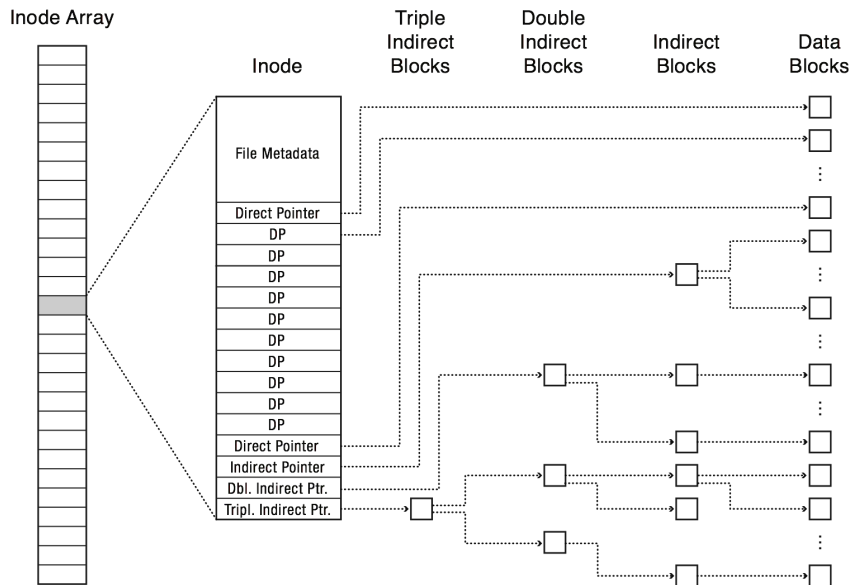 Inode Array
Inode
Triple
Indirect
Blocks
Double
Indirect
Blocks
Indirect
Blocks
Data
Blocks
File Metadata
Direct Pointer
DP
DP
DP
DP
DP
DP
DP
DP
DP
DP
Direct Pointer
Indirect Pointer
Dbl. Indirect Ptr.
Tripl. Indirect Ptr.